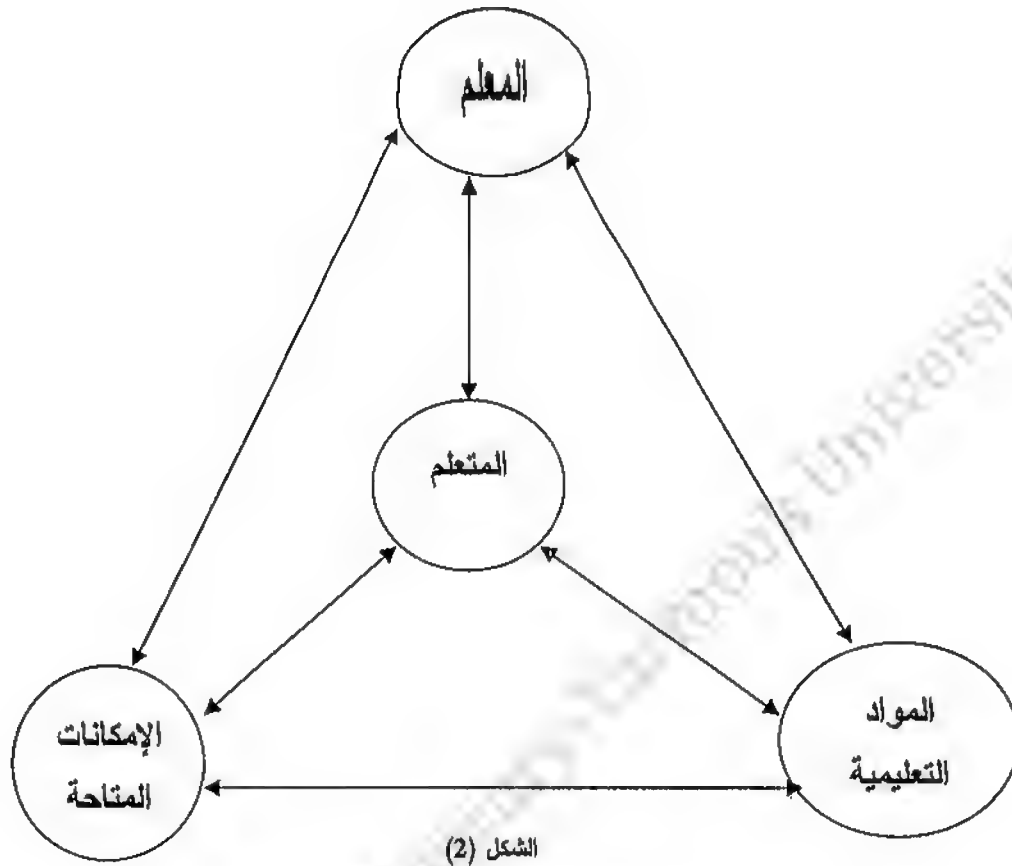 المعلم
المتعلم
الإمكانات
المتاحة
المواد
التعليمية
الشكل (2)